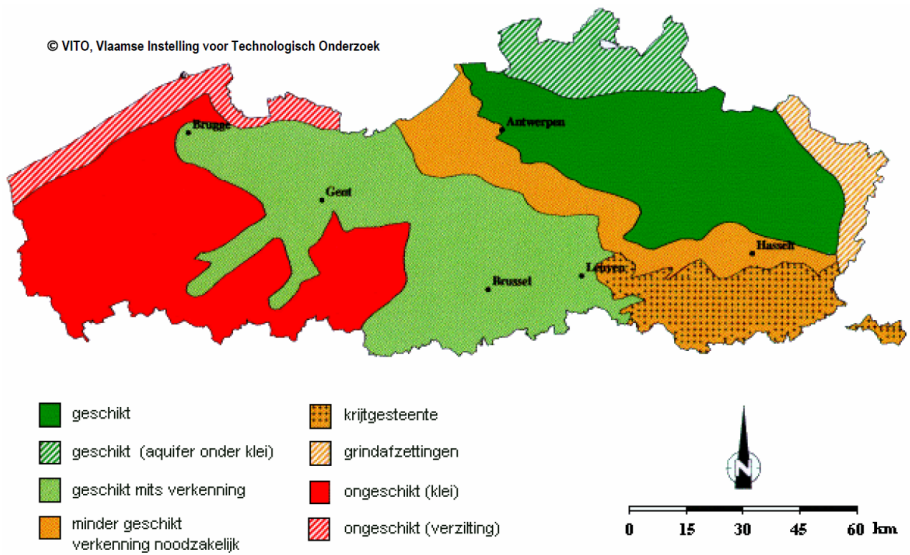 © VITO, Vlaamse Instelling voor Technologisch Onderzoek
Brugge
Antwerpen
Gent
Hasselt
Leuven
Brussel
geschikt
geschikt (aquifer onder klei)
geschikt mits verkenning
minder geschikt
verkenning noodzakelijk
krijtgesteente
grindafzettingen
ongeschikt (klei)
ongeschikt (verzilting)
N
0 15 30 45 60 km